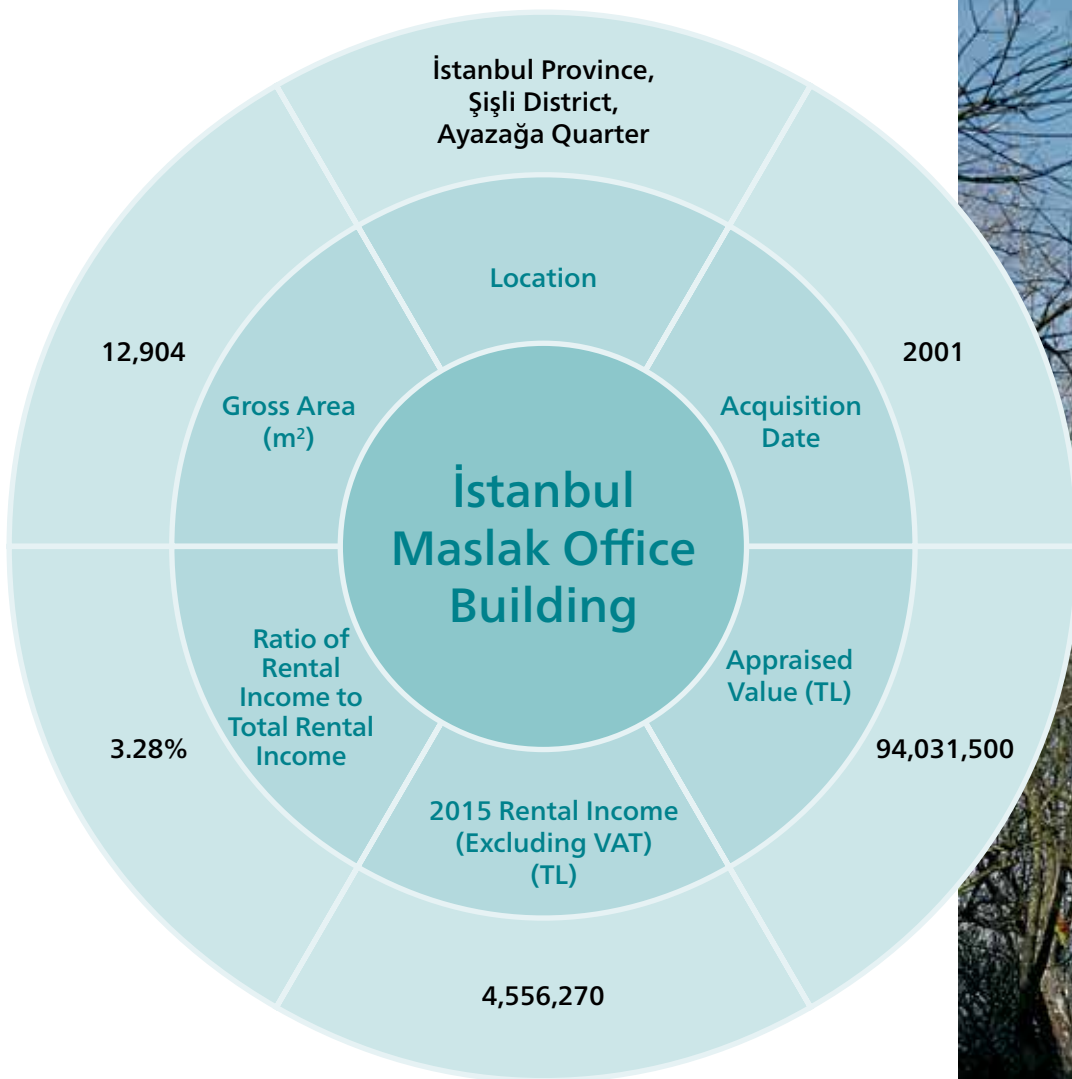 İstanbul Province,
Şişli District,
Ayazağa Quarter
Location
12,904
Gross Area
(m²)
2001
Acquisition
Date
İstanbul
Maslak Office
Building
Ratio of
Rental
Income to
Total Rental
Income
3.28%
Appraised
Value (TL)
94,031,500
2015 Rental Income
(Excluding VAT)
(TL)
4,556,270